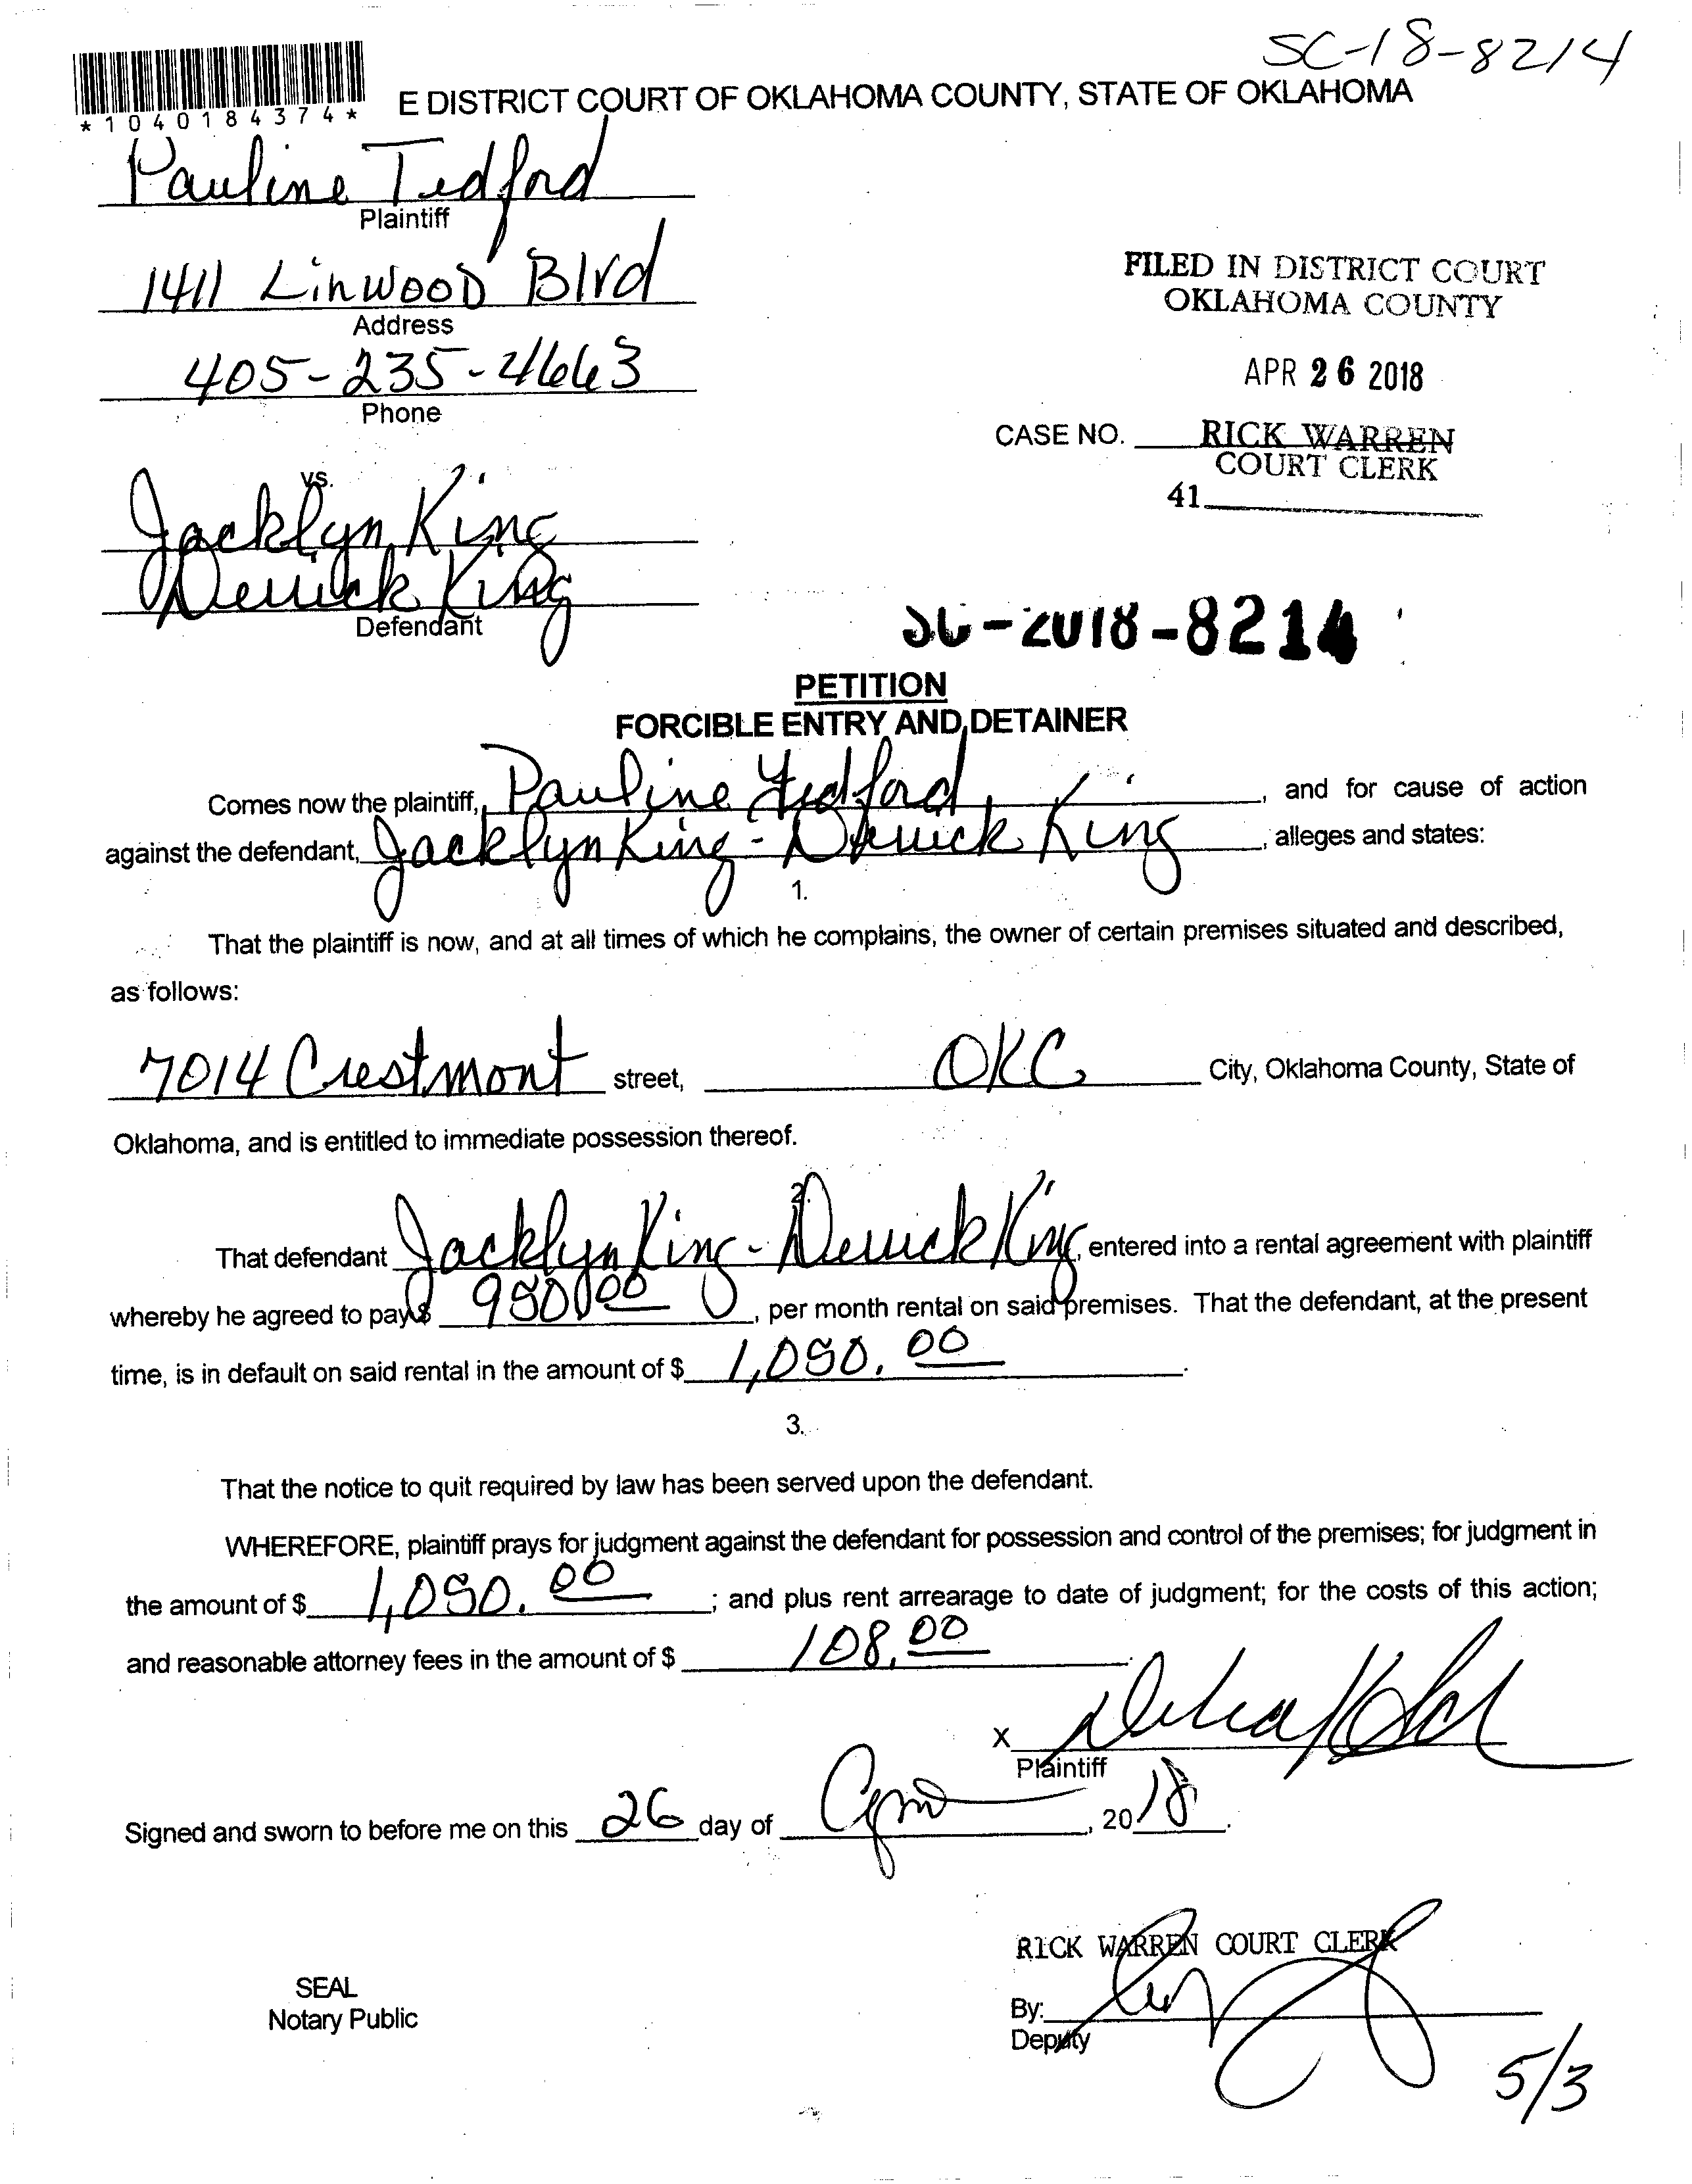 SC-18-8214
*1040184374*
E DISTRICT COURT OF OKLAHOMA COUNTY, STATE OF OKLAHOMA
Pauline Tedford
Plaintiff
1411 Linwood Blvd
Address
405-235-4663
Phone
FILED IN DISTRICT COURT
OKLAHOMA COUNTY
APR 26 2018
CASE NO. RICK WARREN
COURT CLERK
41
vs.
Jacklyn King
Derrick King
Defendant
SC-2018-8214
PETITION
FORCIBLE ENTRY AND DETAINER
Comes now the plaintiff, Pauline Tedford, and for cause of action
against the defendant, Jacklyn King - Derrick King, alleges and states:
1.
That the plaintiff is now, and at all times of which he complains, the owner of certain premises situated and described,
as follows:
7014 Crestmont street, OKC City, Oklahoma County, State of
Oklahoma, and is entitled to immediate possession thereof.
2.
That defendant Jacklyn King - Derrick King, entered into a rental agreement with plaintiff
whereby he agreed to pay $ 950.00, per month rental on said premises. That the defendant, at the present
time, is in default on said rental in the amount of $ 1,050.00.
3.
That the notice to quit required by law has been served upon the defendant.
WHEREFORE, plaintiff prays for judgment against the defendant for possession and control of the premises; for judgment in
the amount of $ 1,050.00; and plus rent arrearage to date of judgment; for the costs of this action;
and reasonable attorney fees in the amount of $ 108.00.
X
Plaintiff
Signed and sworn to before me on this 26 day of , 2018.
RICK WARREN COURT CLERK
SEAL
Notary Public
By:
Deputy
5/3